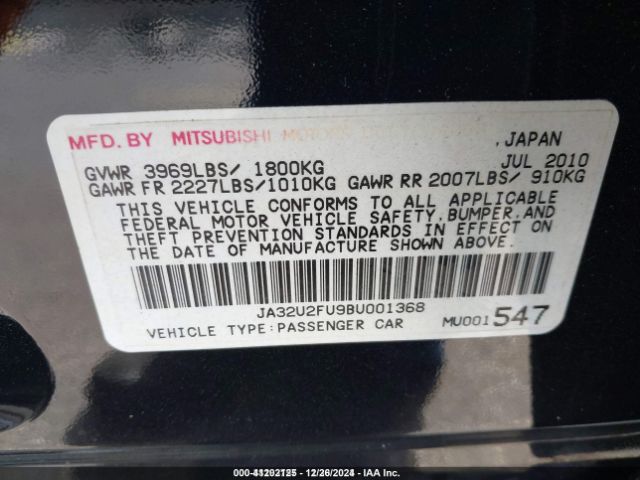 MFD. BY MITSUBISHI , JAPAN
GVWR 3969LBS/ 1800KG JUL 2010
GAWR FR 2227LBS/1010KG GAWR RR 2007LBS/ 910KG
THIS VEHICLE CONFORMS TO ALL APPLICABLE
FEDERAL MOTOR VEHICLE SAFETY, BUMPER, AND
THEFT PREVENTION STANDARDS IN EFFECT ON
THE DATE OF MANUFACTURE SHOWN ABOVE.
JA32U2FU9BU001368
VEHICLE TYPE:PASSENGER CAR MU001547
12/26/2024 - IAA Inc.